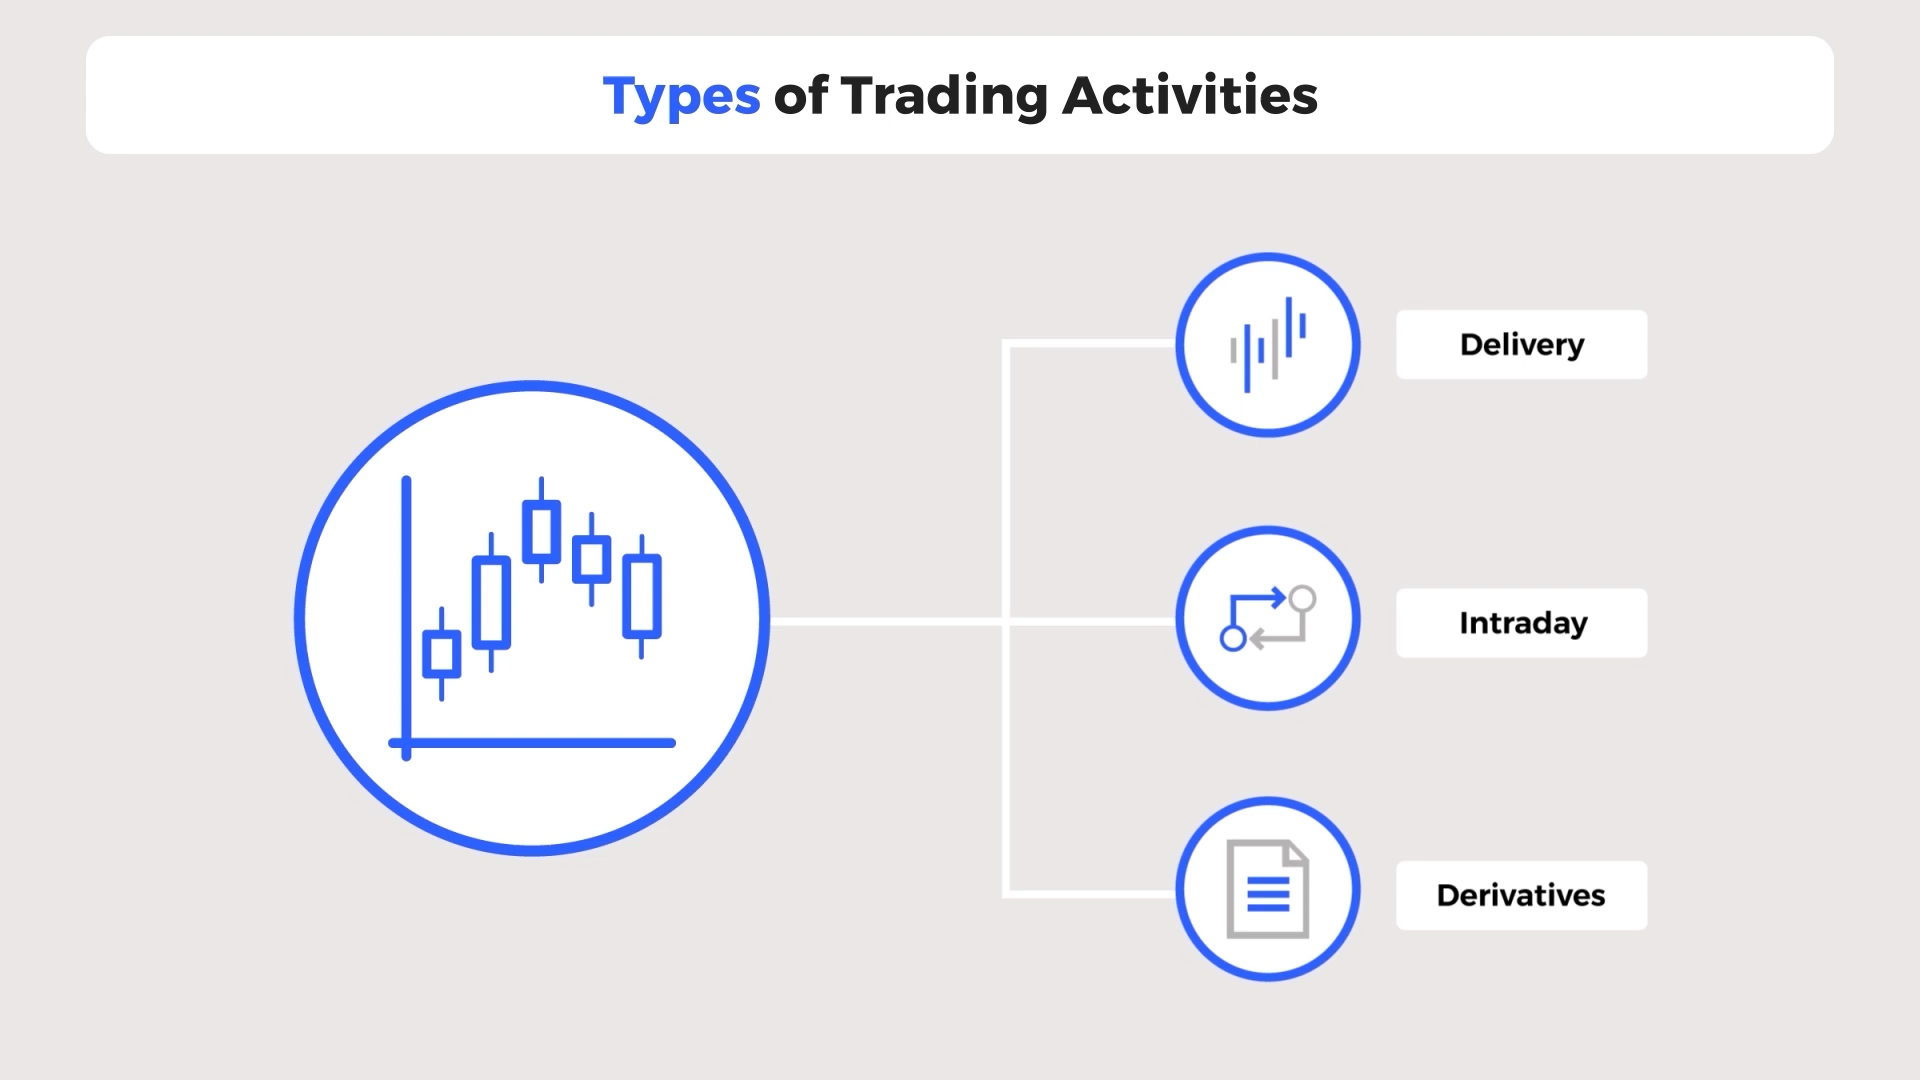 Types of Trading Activities
Delivery
Intraday
Derivatives